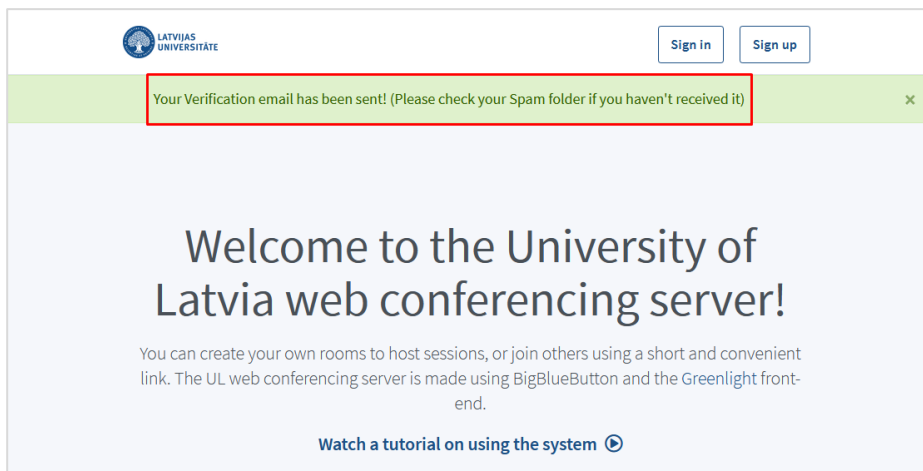 LATVIJAS
UNIVERSITĀTE
Sign in
Sign up
Your Verification email has been sent! (Please check your Spam folder if you haven't received it)
×
Welcome to the University of
Latvia web conferencing server!
You can create your own rooms to host sessions, or join others using a short and convenient
link. The UL web conferencing server is made using BigBlueButton and the Greenlight front-
end.
Watch a tutorial on using the system